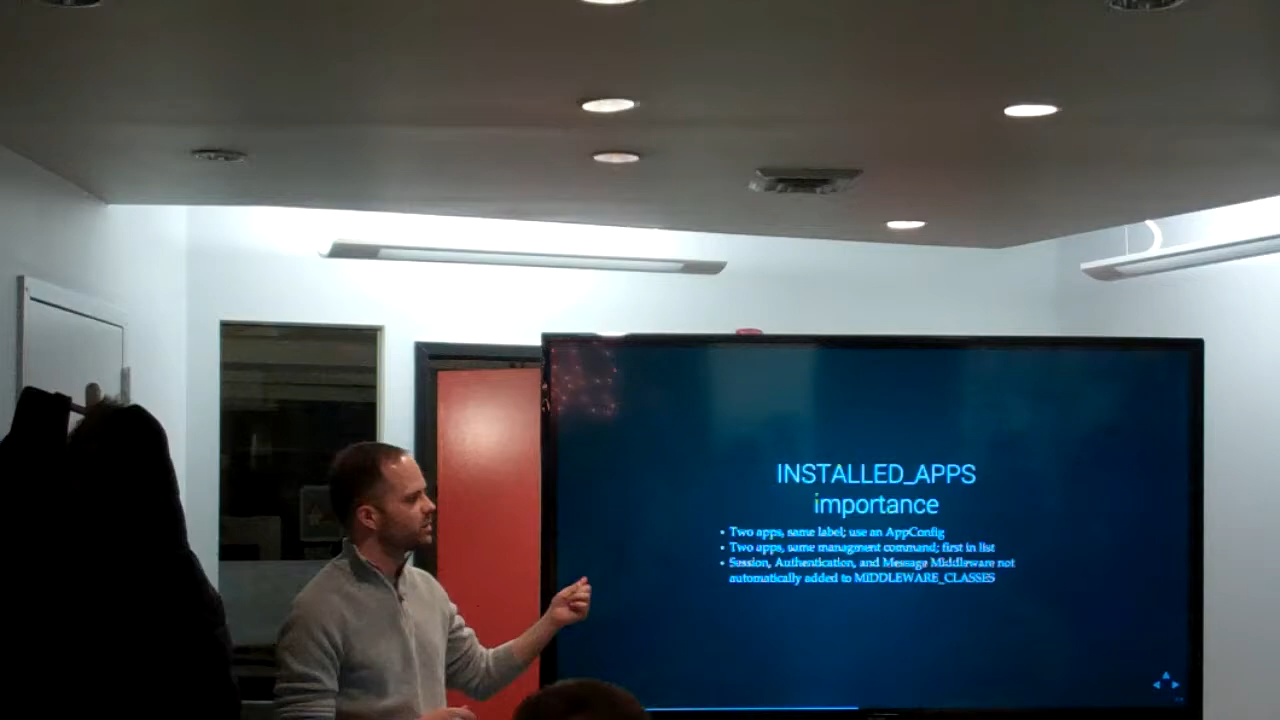 INSTALLED_APPS
importance
• Two apps, same label; use an AppConfig
• Two apps, same managment command; first in list
• Session, Authentication, and Message Middleware not
automatically added to MIDDLEWARE_CLASSES